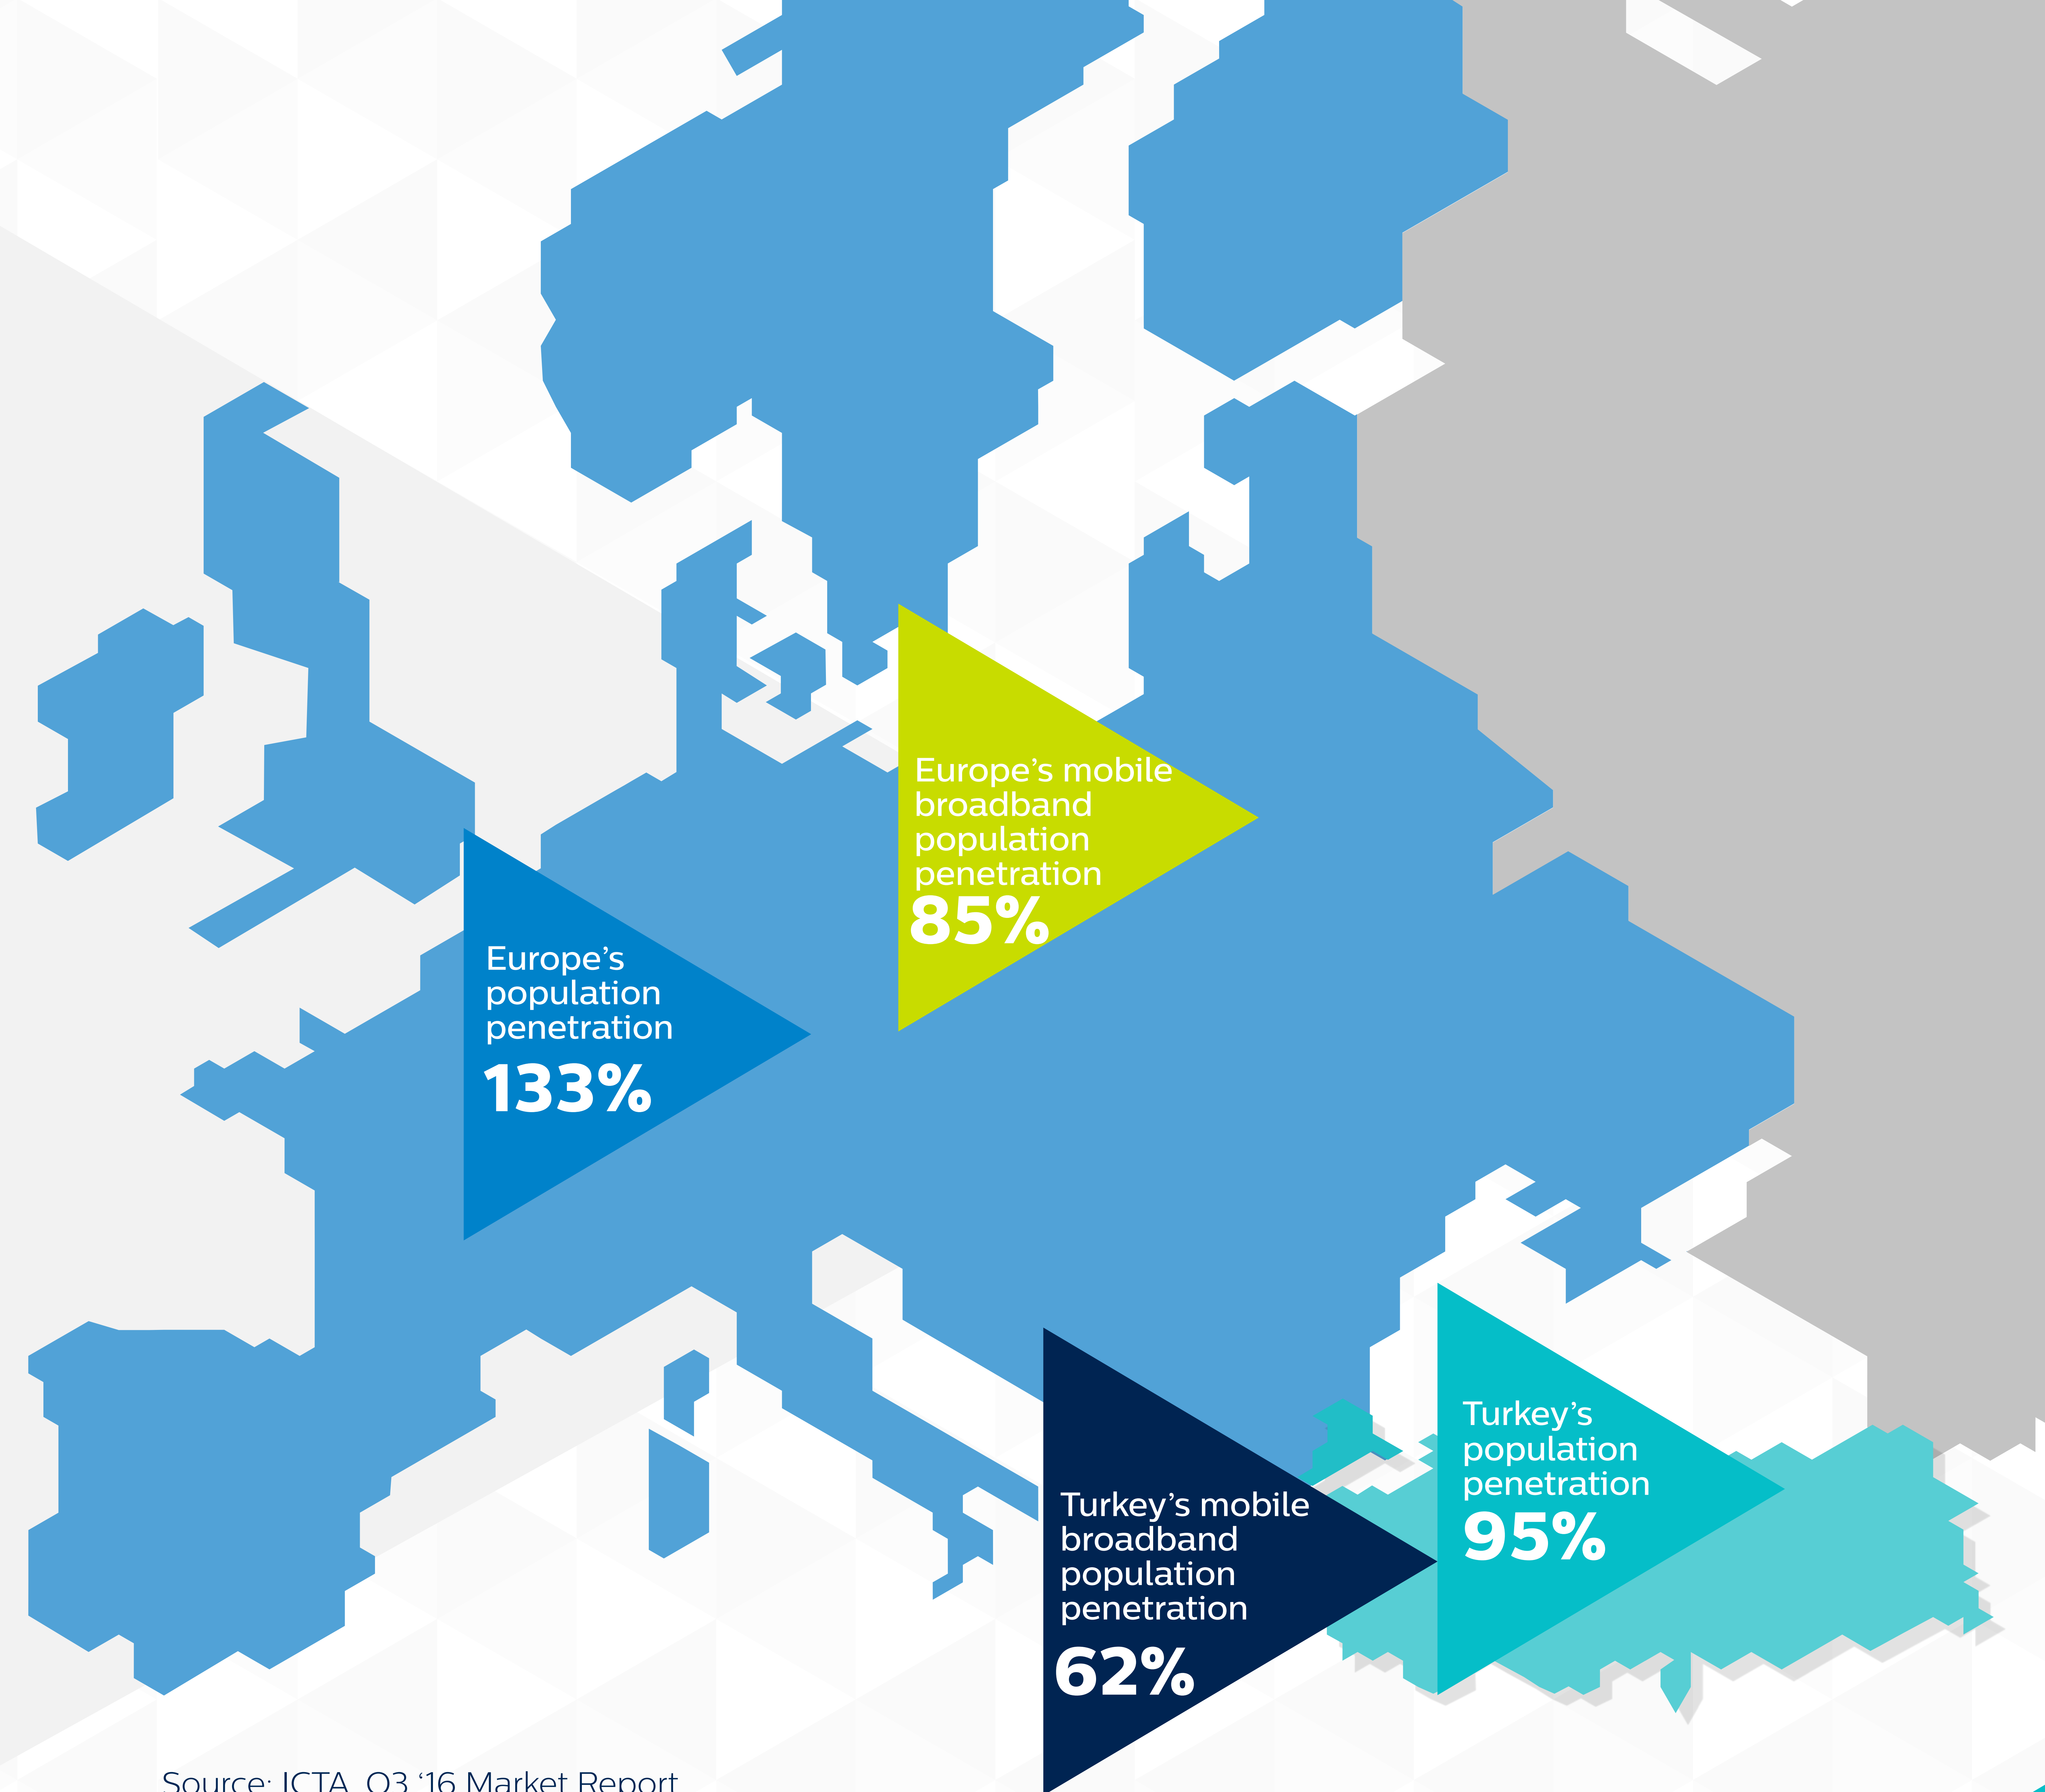 Europe’s mobile
broadband
population
penetration
85%
Europe’s
population
penetration
133%
Turkey’s
population
penetration
95%
Turkey’s mobile
broadband
population
penetration
62%
Source: ICTA, Q3 ‘16 Market Report